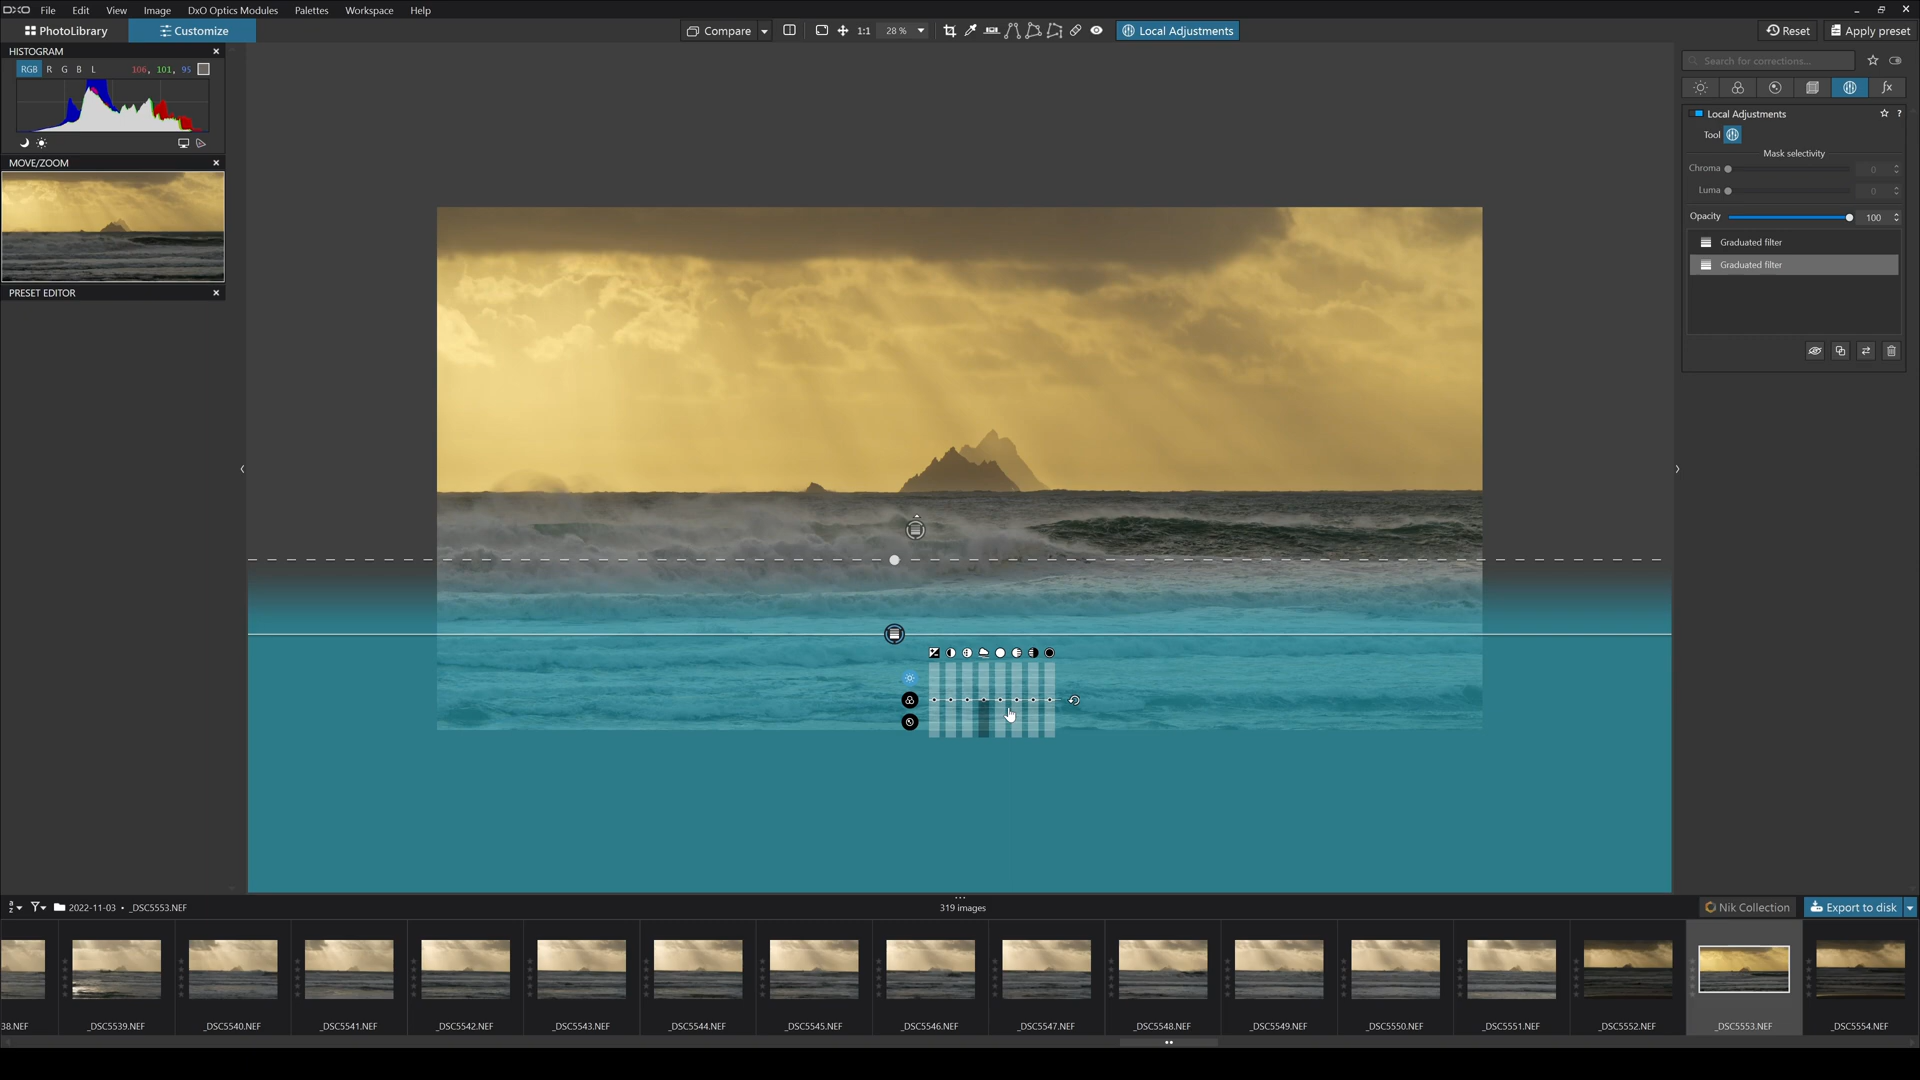 DXO File Edit View Image DxO Optics Modules Palettes Workspace Help
PhotoLibrary Customize Compare 1:1 28 % Local Adjustments Reset Apply preset
HISTOGRAM
RGB R G B L 106, 101, 95
MOVE/ZOOM
PRESET EDITOR
Search for corrections...
fx
Local Adjustments ?
Tool
Mask selectivity
Chroma 0
Luma 0
Opacity 100
Graduated filter
Graduated filter
2022-11-03 • _DSC5553.NEF 319 images Nik Collection Export to disk
38.NEF _DSC5539.NEF _DSC5540.NEF _DSC5541.NEF _DSC5542.NEF _DSC5543.NEF _DSC5544.NEF _DSC5545.NEF _DSC5546.NEF _DSC5547.NEF _DSC5548.NEF _DSC5549.NEF _DSC5550.NEF _DSC5551.NEF _DSC5552.NEF _DSC5553.NEF _DSC5554.NEF